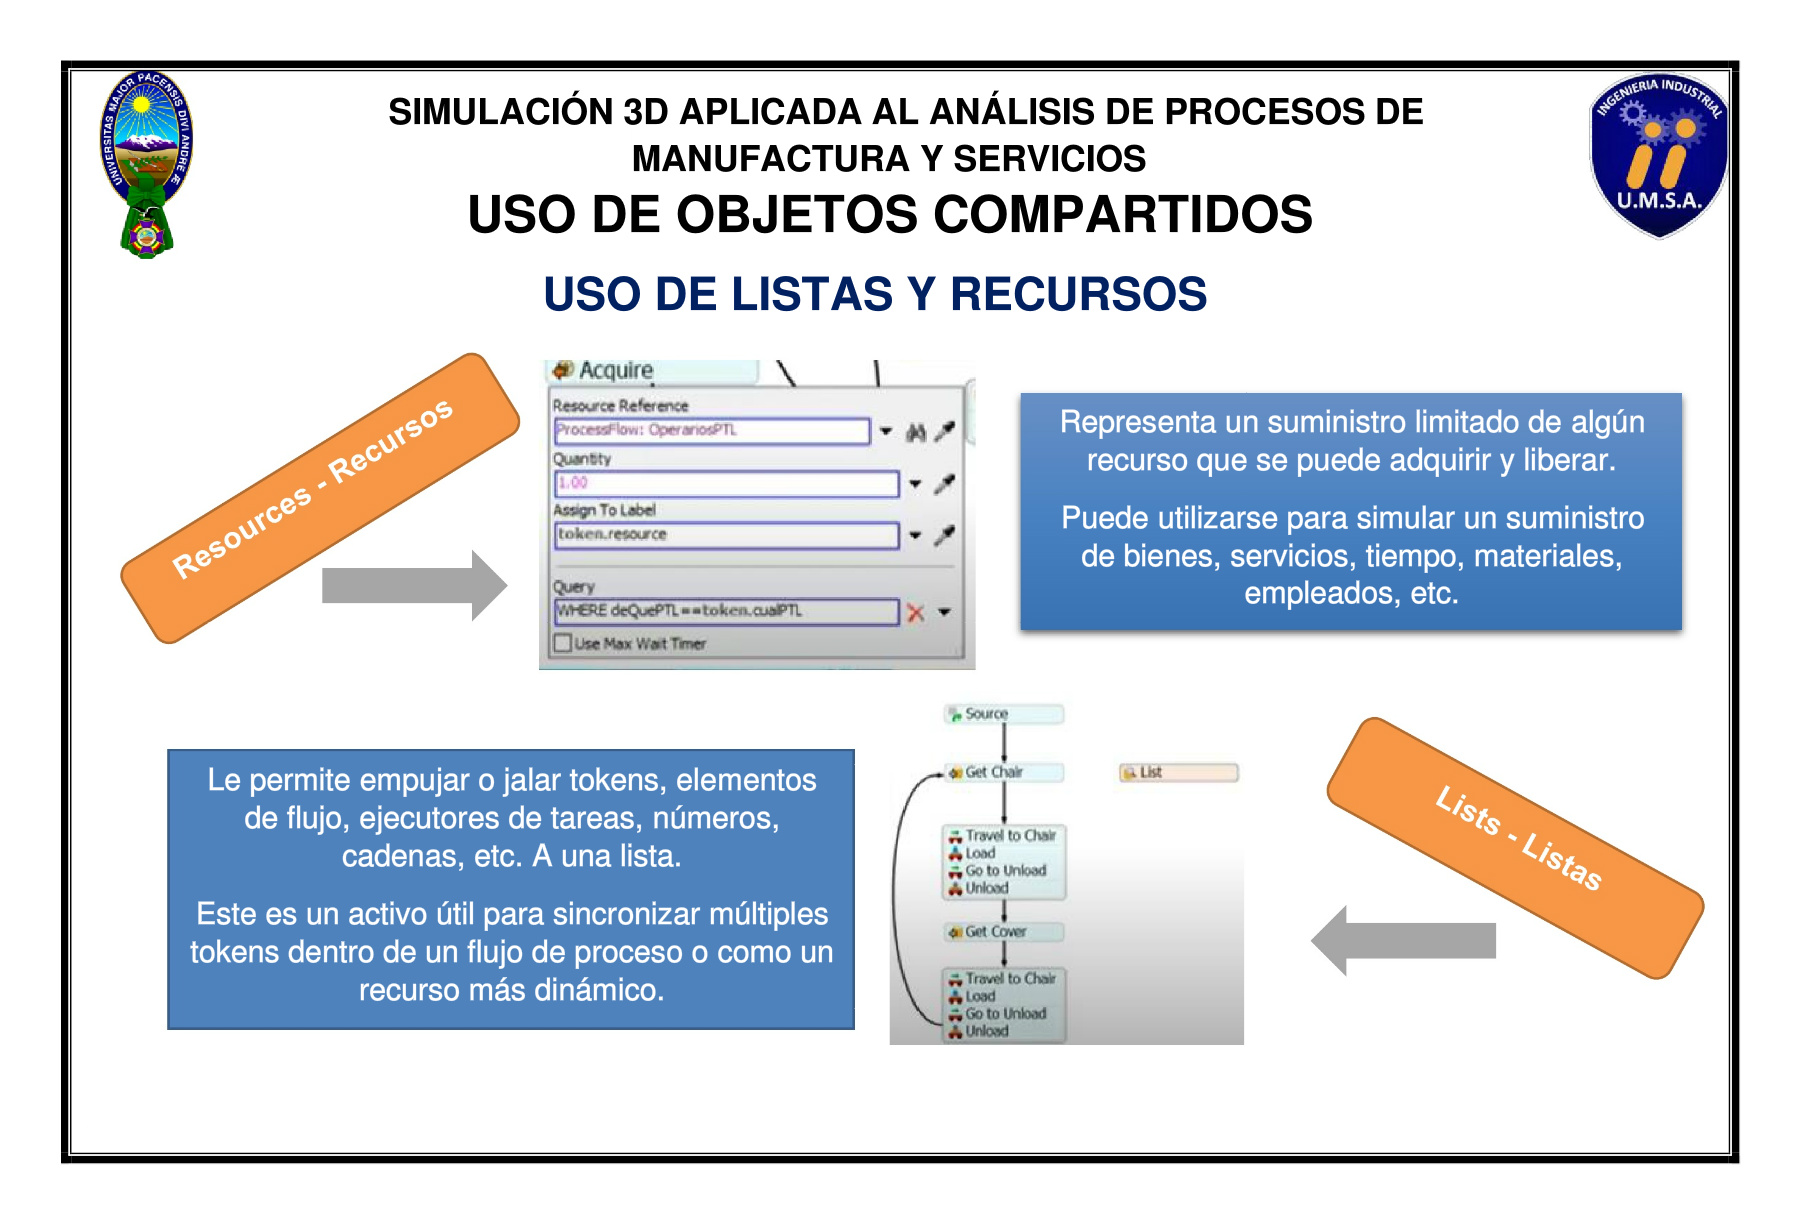 UNIVERSITAS MAJOR PACENSIS DIVI ANDREÆ
INGENIERIA INDUSTRIAL
U.M.S.A.
SIMULACIÓN 3D APLICADA AL ANÁLISIS DE PROCESOS DE
MANUFACTURA Y SERVICIOS
USO DE OBJETOS COMPARTIDOS
USO DE LISTAS Y RECURSOS
Resources - Recursos
Acquire
Resource Reference
ProcessFlow: OperariosPTL
Quantity
1.00
Assign To Label
token.resource
Query
WHERE deQuePTL==token.cualPTL
Use Max Wait Timer
Representa un suministro limitado de algún
recurso que se puede adquirir y liberar.
Puede utilizarse para simular un suministro
de bienes, servicios, tiempo, materiales,
empleados, etc.
Le permite empujar o jalar tokens, elementos
de flujo, ejecutores de tareas, números,
cadenas, etc. A una lista.
Este es un activo útil para sincronizar múltiples
tokens dentro de un flujo de proceso o como un
recurso más dinámico.
Source
Get Chair
List
Travel to Chair
Load
Go to Unload
Unload
Get Cover
Travel to Chair
Load
Go to Unload
Unload
Lists - Listas